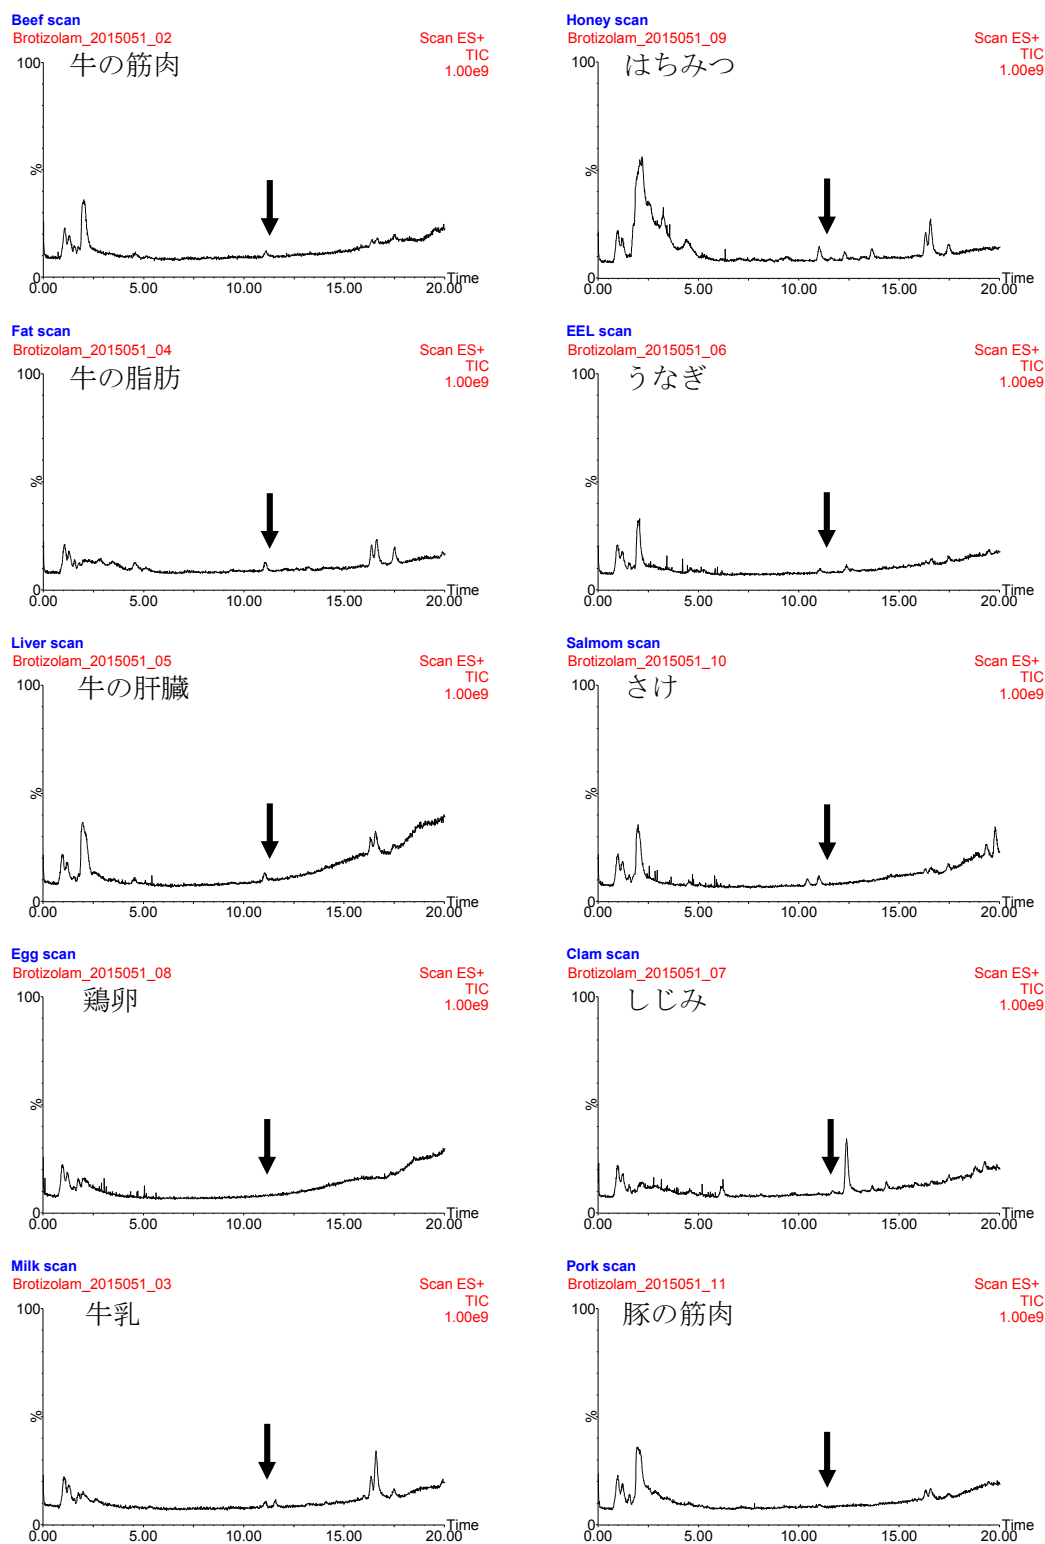 Beef scan
Brotizolam_2015051_02
Scan ES+
TIC
1.00e9
牛の筋肉
100
%
0
0.00 5.00 10.00 15.00 20.00
Time
Honey scan
Brotizolam_2015051_09
Scan ES+
TIC
1.00e9
はちみつ
100
%
0
0.00 5.00 10.00 15.00 20.00
Time
Fat scan
Brotizolam_2015051_04
Scan ES+
TIC
1.00e9
牛の脂肪
100
%
0
0.00 5.00 10.00 15.00 20.00
Time
EEL scan
Brotizolam_2015051_06
Scan ES+
TIC
1.00e9
うなぎ
100
%
0
0.00 5.00 10.00 15.00 20.00
Time
Liver scan
Brotizolam_2015051_05
Scan ES+
TIC
1.00e9
牛の肝臓
100
%
0
0.00 5.00 10.00 15.00 20.00
Time
Salmom scan
Brotizolam_2015051_10
Scan ES+
TIC
1.00e9
さけ
100
%
0
0.00 5.00 10.00 15.00 20.00
Time
Egg scan
Brotizolam_2015051_08
Scan ES+
TIC
1.00e9
鶏卵
100
%
0
0.00 5.00 10.00 15.00 20.00
Time
Clam scan
Brotizolam_2015051_07
Scan ES+
TIC
1.00e9
しじみ
100
%
0
0.00 5.00 10.00 15.00 20.00
Time
Milk scan
Brotizolam_2015051_03
Scan ES+
TIC
1.00e9
牛乳
100
%
0
0.00 5.00 10.00 15.00 20.00
Time
Pork scan
Brotizolam_2015051_11
Scan ES+
TIC
1.00e9
豚の筋肉
100
%
0
0.00 5.00 10.00 15.00 20.00
Time